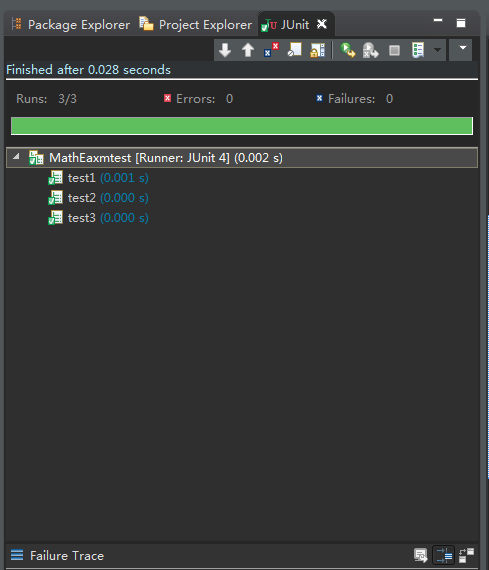 Package Explorer Project Explorer JUnit
Finished after 0.028 seconds
Runs: 3/3 Errors: 0 Failures: 0
MathEaxmtest [Runner: JUnit 4] (0.002 s)
test1 (0.001 s)
test2 (0.000 s)
test3 (0.000 s)
Failure Trace